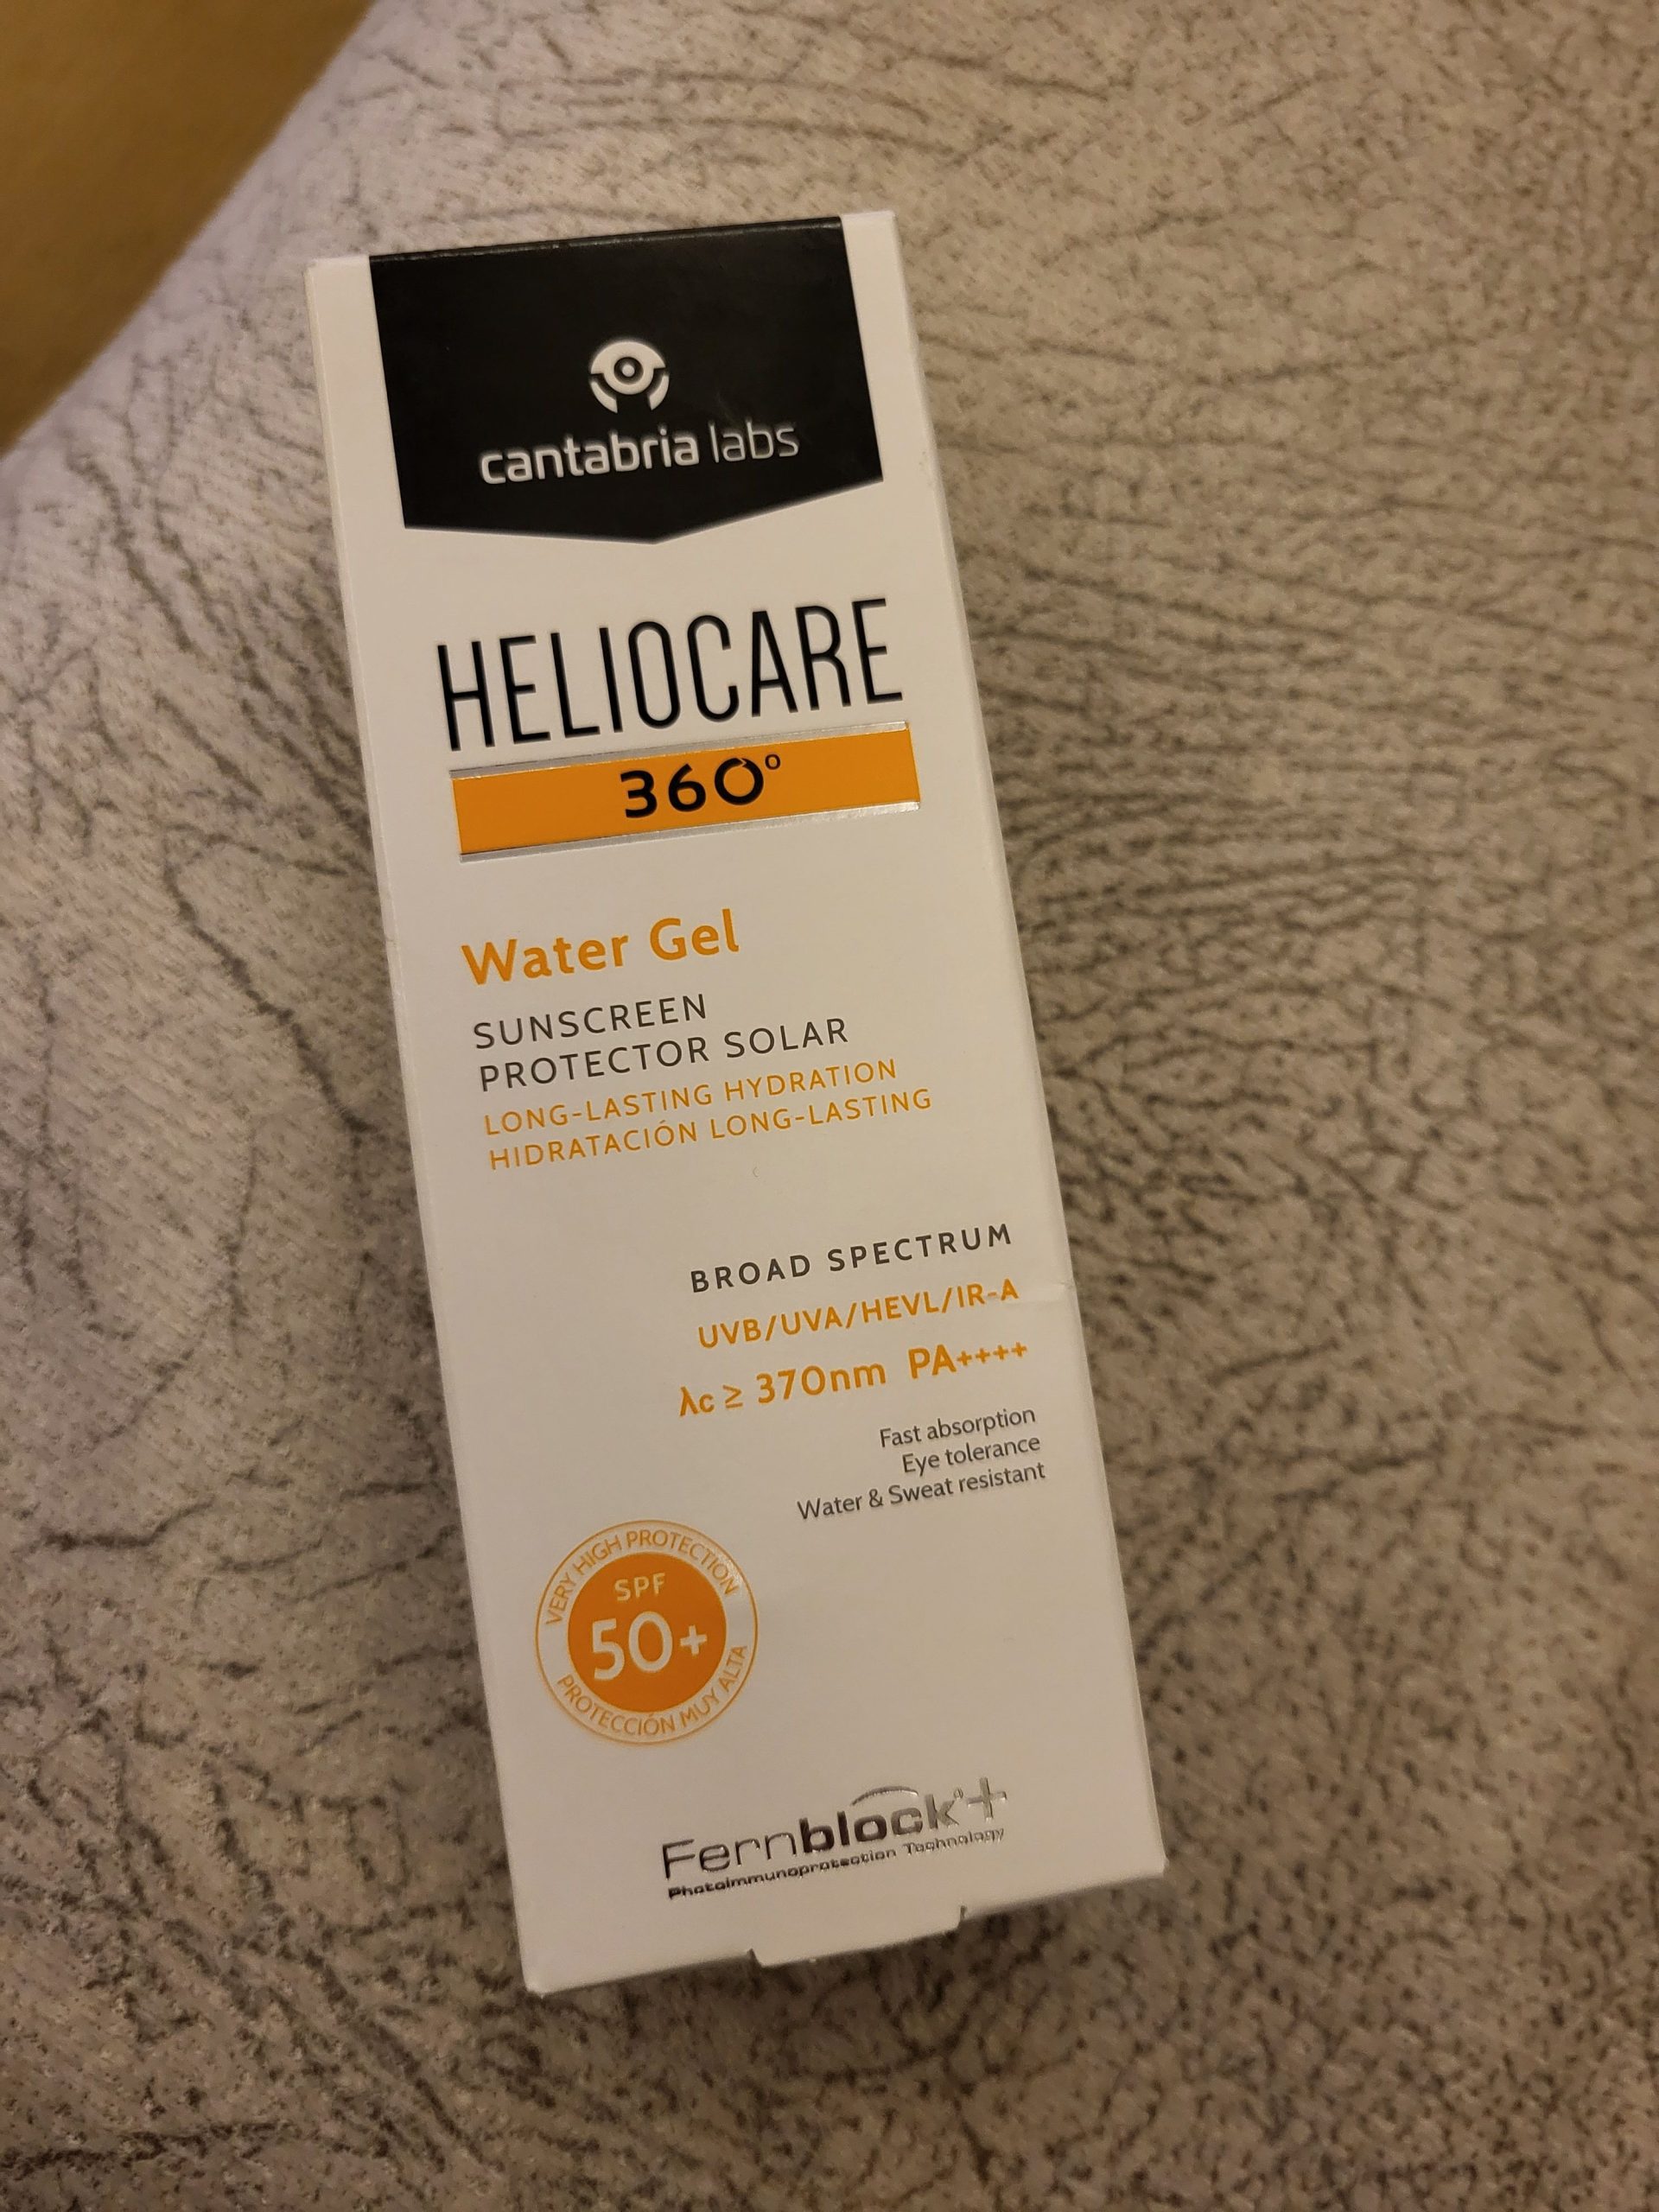 cantabria labs
HELIOCARE
360º
Water Gel
SUNSCREEN
PROTECTOR SOLAR
LONG-LASTING HYDRATION
HIDRATACIÓN LONG-LASTING
BROAD SPECTRUM
UVB/UVA/HEVL/IR-A
λc ≥ 370nm PA++++
Fast absorption
Eye tolerance
Water & Sweat resistant
VERY HIGH PROTECTION
SPF
50+
PROTECCIÓN MUY ALTA
Fernblock®+
Photoimmunoprotection Technology